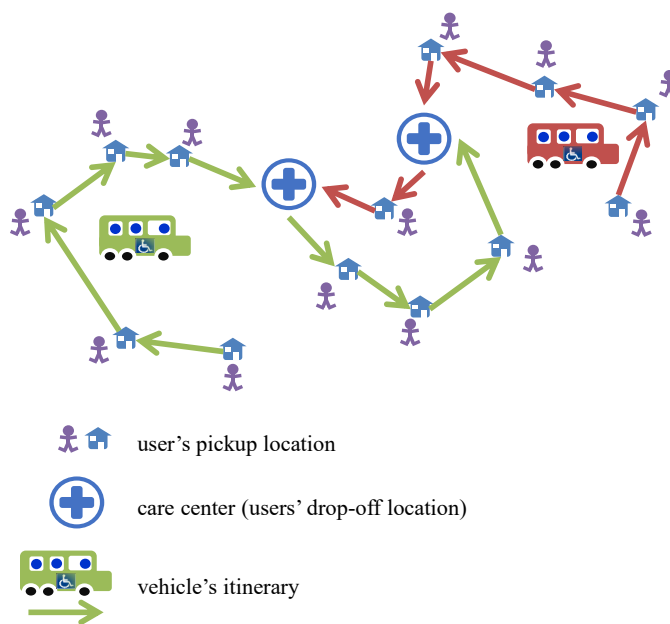 user’s pickup location
care center (users’ drop-off location)
vehicle’s itinerary